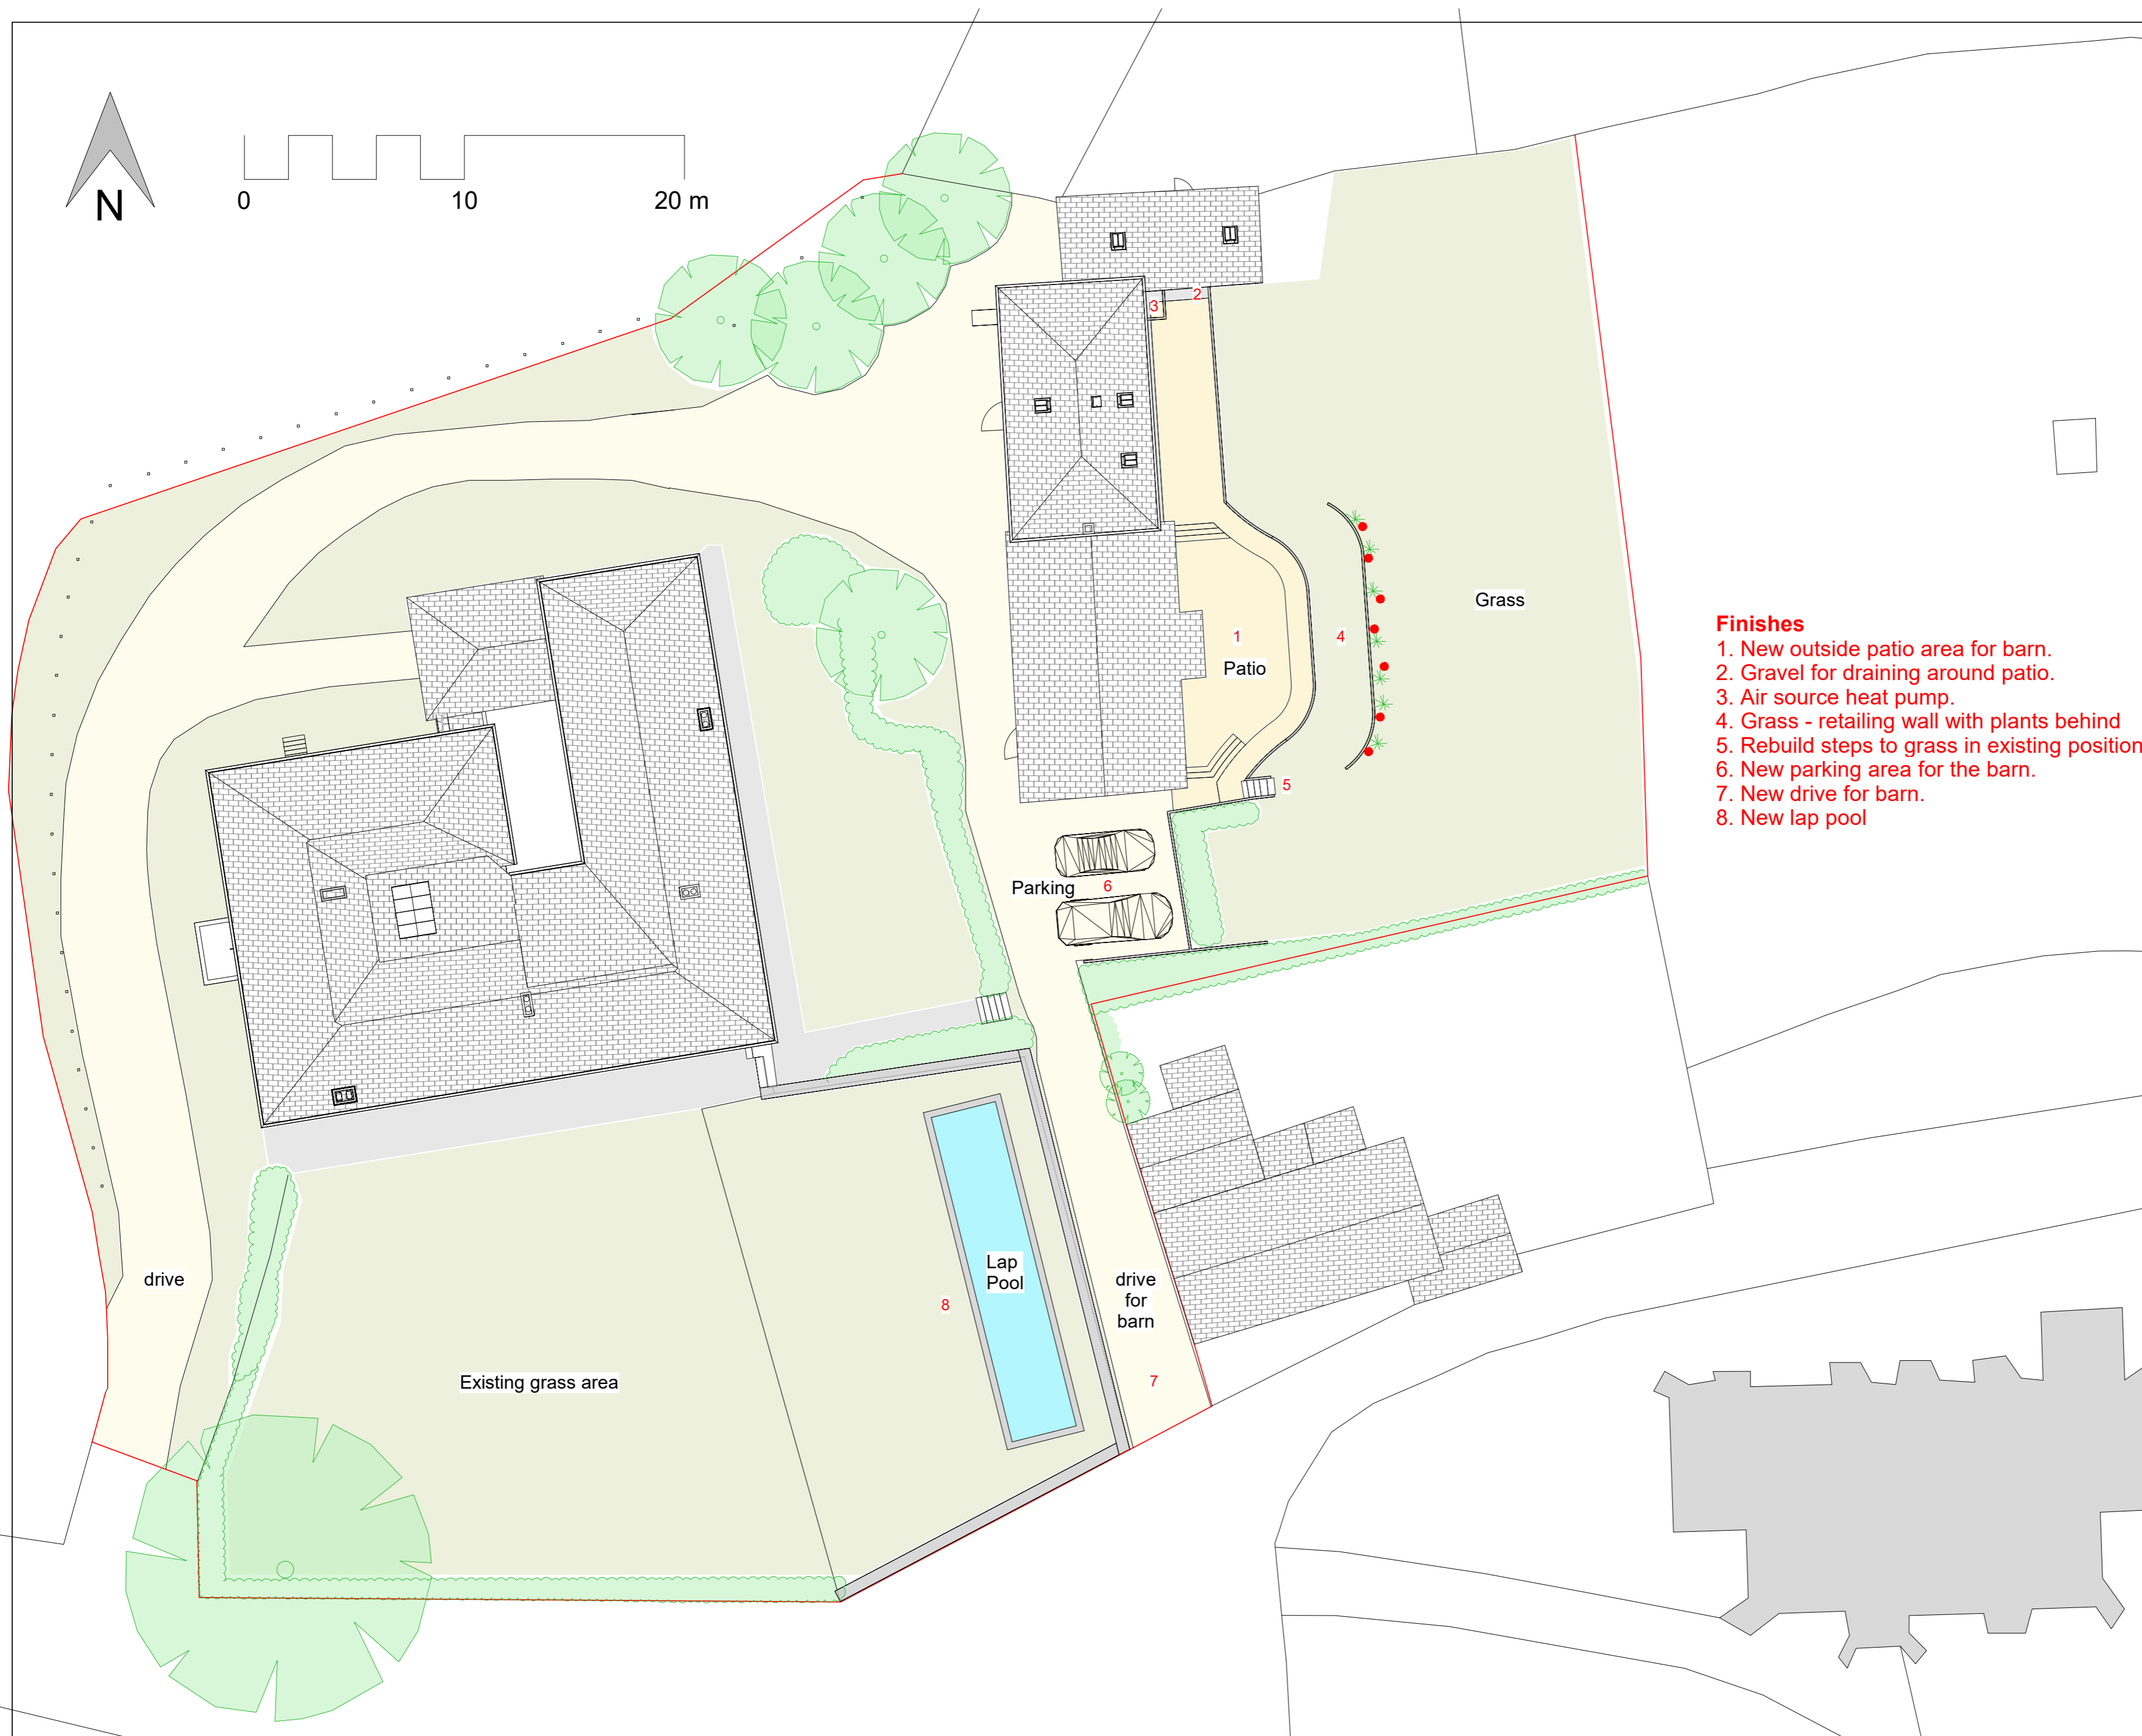 N
0 10 20 m
3
2
Grass
1
4
Patio
Finishes
1. New outside patio area for barn.
2. Gravel for draining around patio.
3. Air source heat pump.
4. Grass - retailing wall with plants behind
5. Rebuild steps to grass in existing position
6. New parking area for the barn.
7. New drive for barn.
8. New lap pool
5
Parking 6
drive
Lap
Pool
8
drive
for
barn
7
Existing grass area